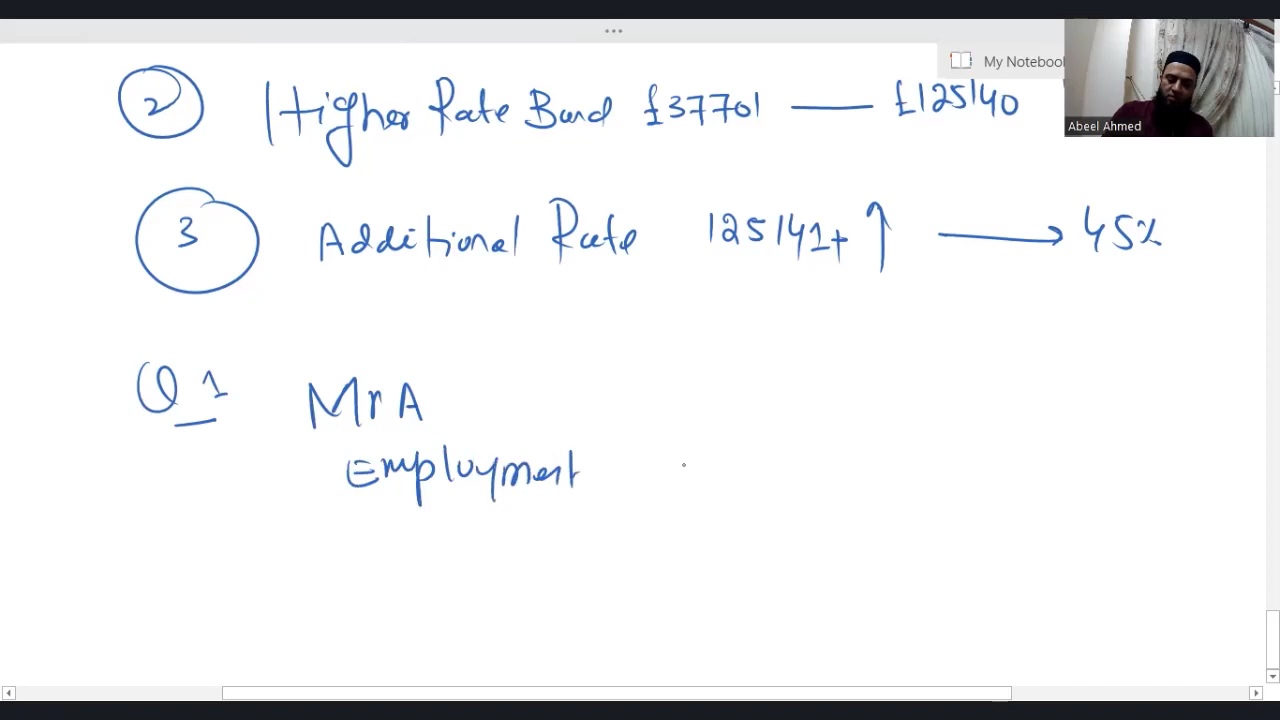 My Notebook
2 Higher Rate Band £37701 — £125140
Abeel Ahmed
3 Additional Rate 125141+ ↑ → 45%
Q 1 Mr A
Employment